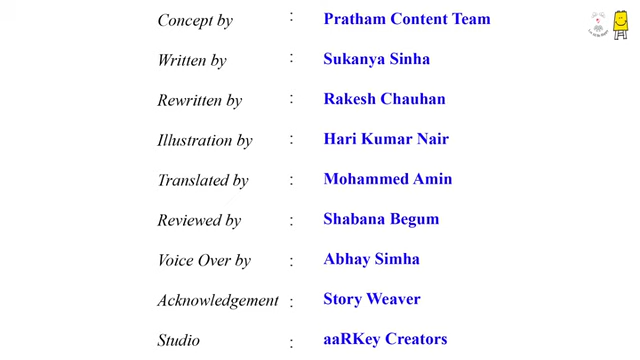 Concept by : Pratham Content Team
Written by : Sukanya Sinha
Rewritten by : Rakesh Chauhan
Illustration by : Hari Kumar Nair
Translated by : Mohammed Amin
Reviewed by : Shabana Begum
Voice Over by : Abhay Simha
Acknowledgement : Story Weaver
Studio : aaRKey Creators